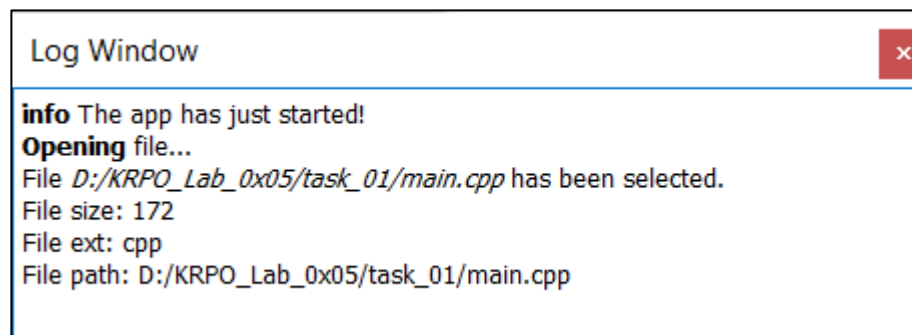 Log Window
info The app has just started!
Opening file...
File D:/KRPO_Lab_0x05/task_01/main.cpp has been selected.
File size: 172
File ext: cpp
File path: D:/KRPO_Lab_0x05/task_01/main.cpp